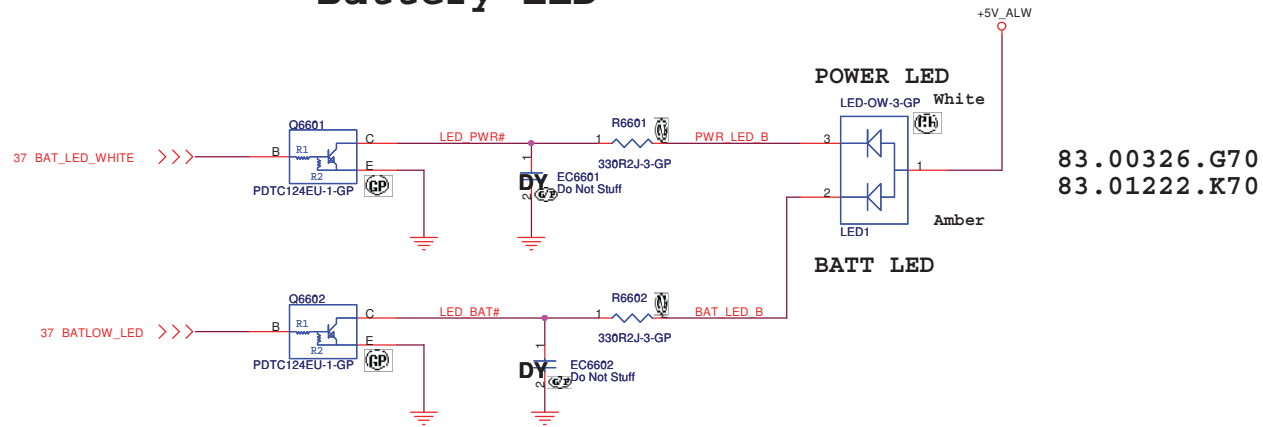 Battery LED
+5V_ALW
POWER LED
LED-OW-3-GP White
Q6601
R6601
C
LED_PWR#
1
PWR_LED_B
3
37 BAT_LED_WHITE
B
R1
R2
E
330R2J-3-GP
1
EC6601
DY
Do Not Stuff
2
GP
PDTC124EU-1-GP
1
2
83.00326.G70
83.01222.K70
LED1
Amber
BATT LED
Q6602
R6602
C
LED_BAT#
1
BAT_LED_B
37 BATLOW_LED
B
R1
R2
E
330R2J-3-GP
1
EC6602
DY
Do Not Stuff
2
GP
PDTC124EU-1-GP